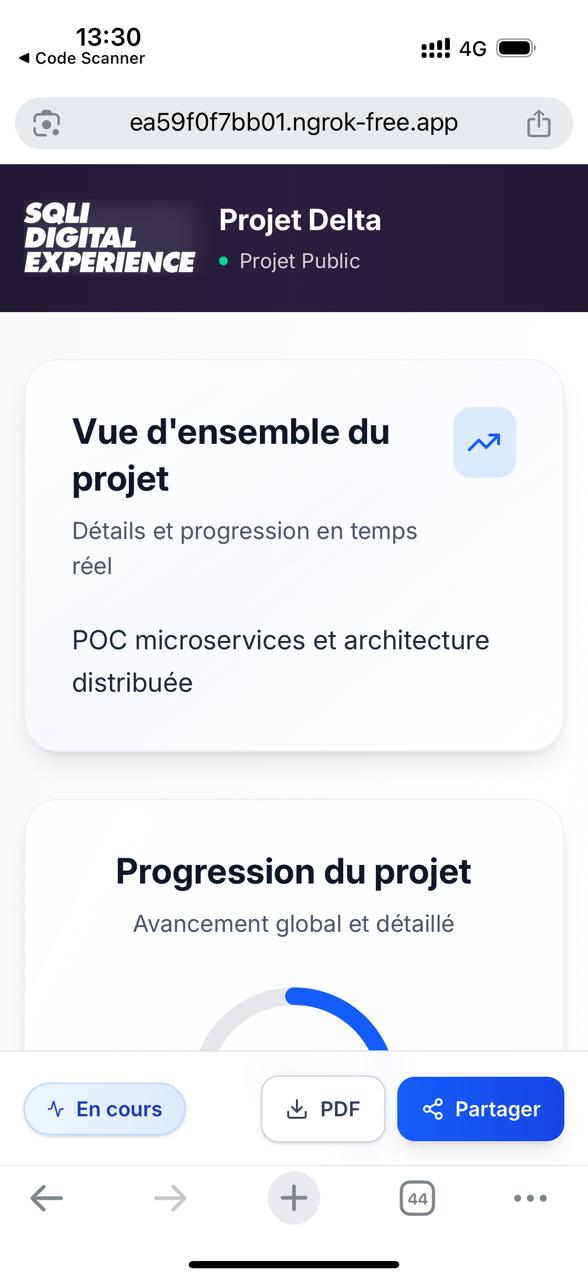 13:30
◀ Code Scanner
4G
ea59f0f7bb01.ngrok-free.app
SQLI
DIGITAL
EXPERIENCE
Projet Delta
Projet Public
Vue d'ensemble du
projet
Détails et progression en temps
réel
POC microservices et architecture
distribuée
Progression du projet
Avancement global et détaillé
En cours
PDF
Partager
44